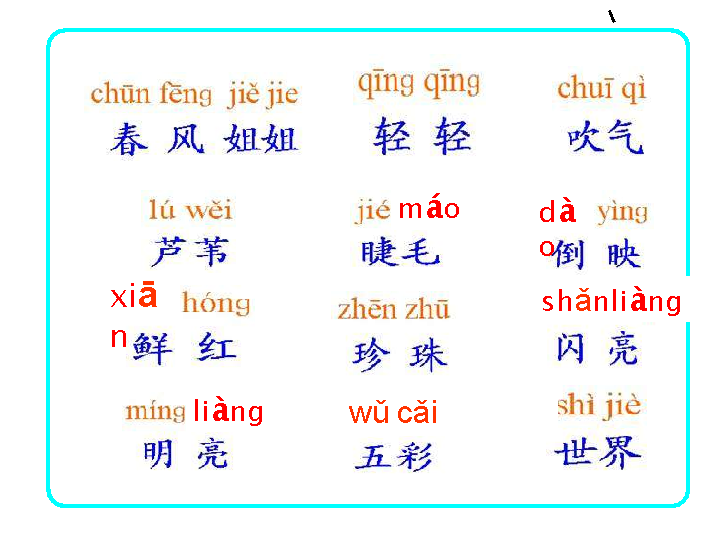 chūn fēng jiě jie qīng qīng chuī qì
春风姐姐 轻轻 吹气
lú wěi jié máo dào yìng
芦苇 睫毛 倒映
xiān hóng zhēn zhū shǎnliàng
鲜红 珍珠 闪亮
míng liàng wǔ cǎi shì jiè
明亮 五彩 世界